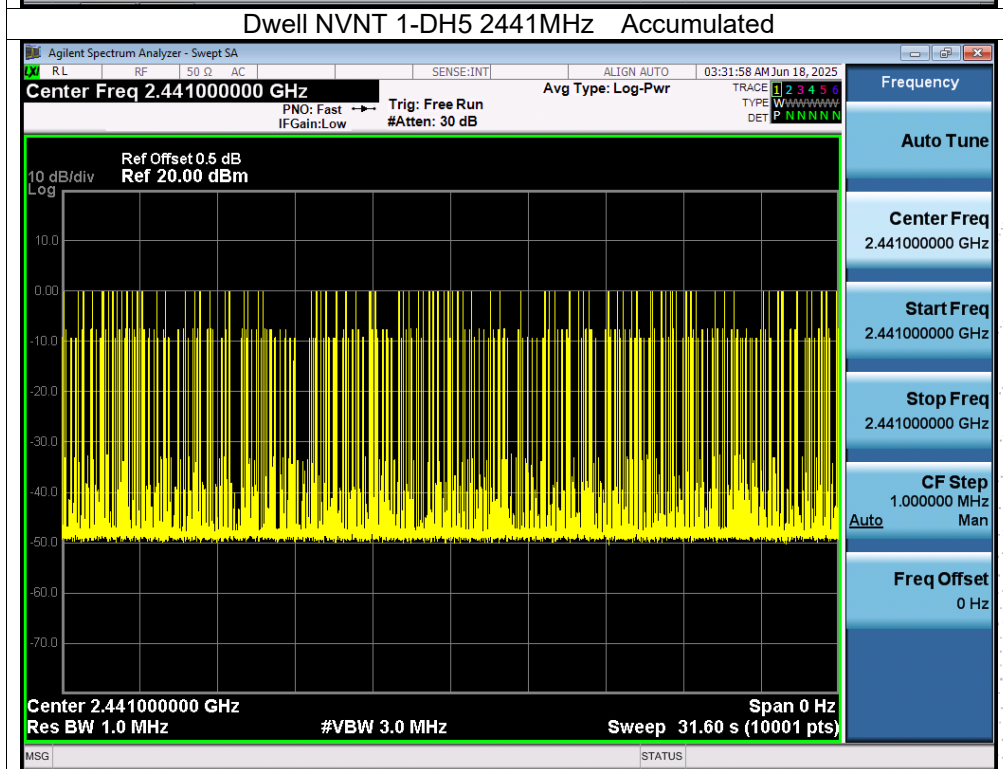 Dwell NVNT 1-DH5 2441MHz Accumulated
Agilent Spectrum Analyzer - Swept SA
LXI RL RF 50 Ω AC SENSE:INT ALIGN AUTO 03:31:58 AM Jun 18, 2025
Center Freq 2.441000000 GHz
PNO: Fast
IFGain:Low
Trig: Free Run
#Atten: 30 dB
Avg Type: Log-Pwr
TRACE 1 2 3 4 5 6
TYPE WWWWWWW
DET P N N N N N
Frequency
Auto Tune
Center Freq
2.441000000 GHz
Start Freq
2.441000000 GHz
Stop Freq
2.441000000 GHz
CF Step
1.000000 MHz
Auto Man
Freq Offset
0 Hz
Ref Offset 0.5 dB
10 dB/div Ref 20.00 dBm
Log
10.0
0.00
-10.0
-20.0
-30.0
-40.0
-50.0
-60.0
-70.0
Center 2.441000000 GHz Span 0 Hz
Res BW 1.0 MHz #VBW 3.0 MHz Sweep 31.60 s (10001 pts)
MSG STATUS